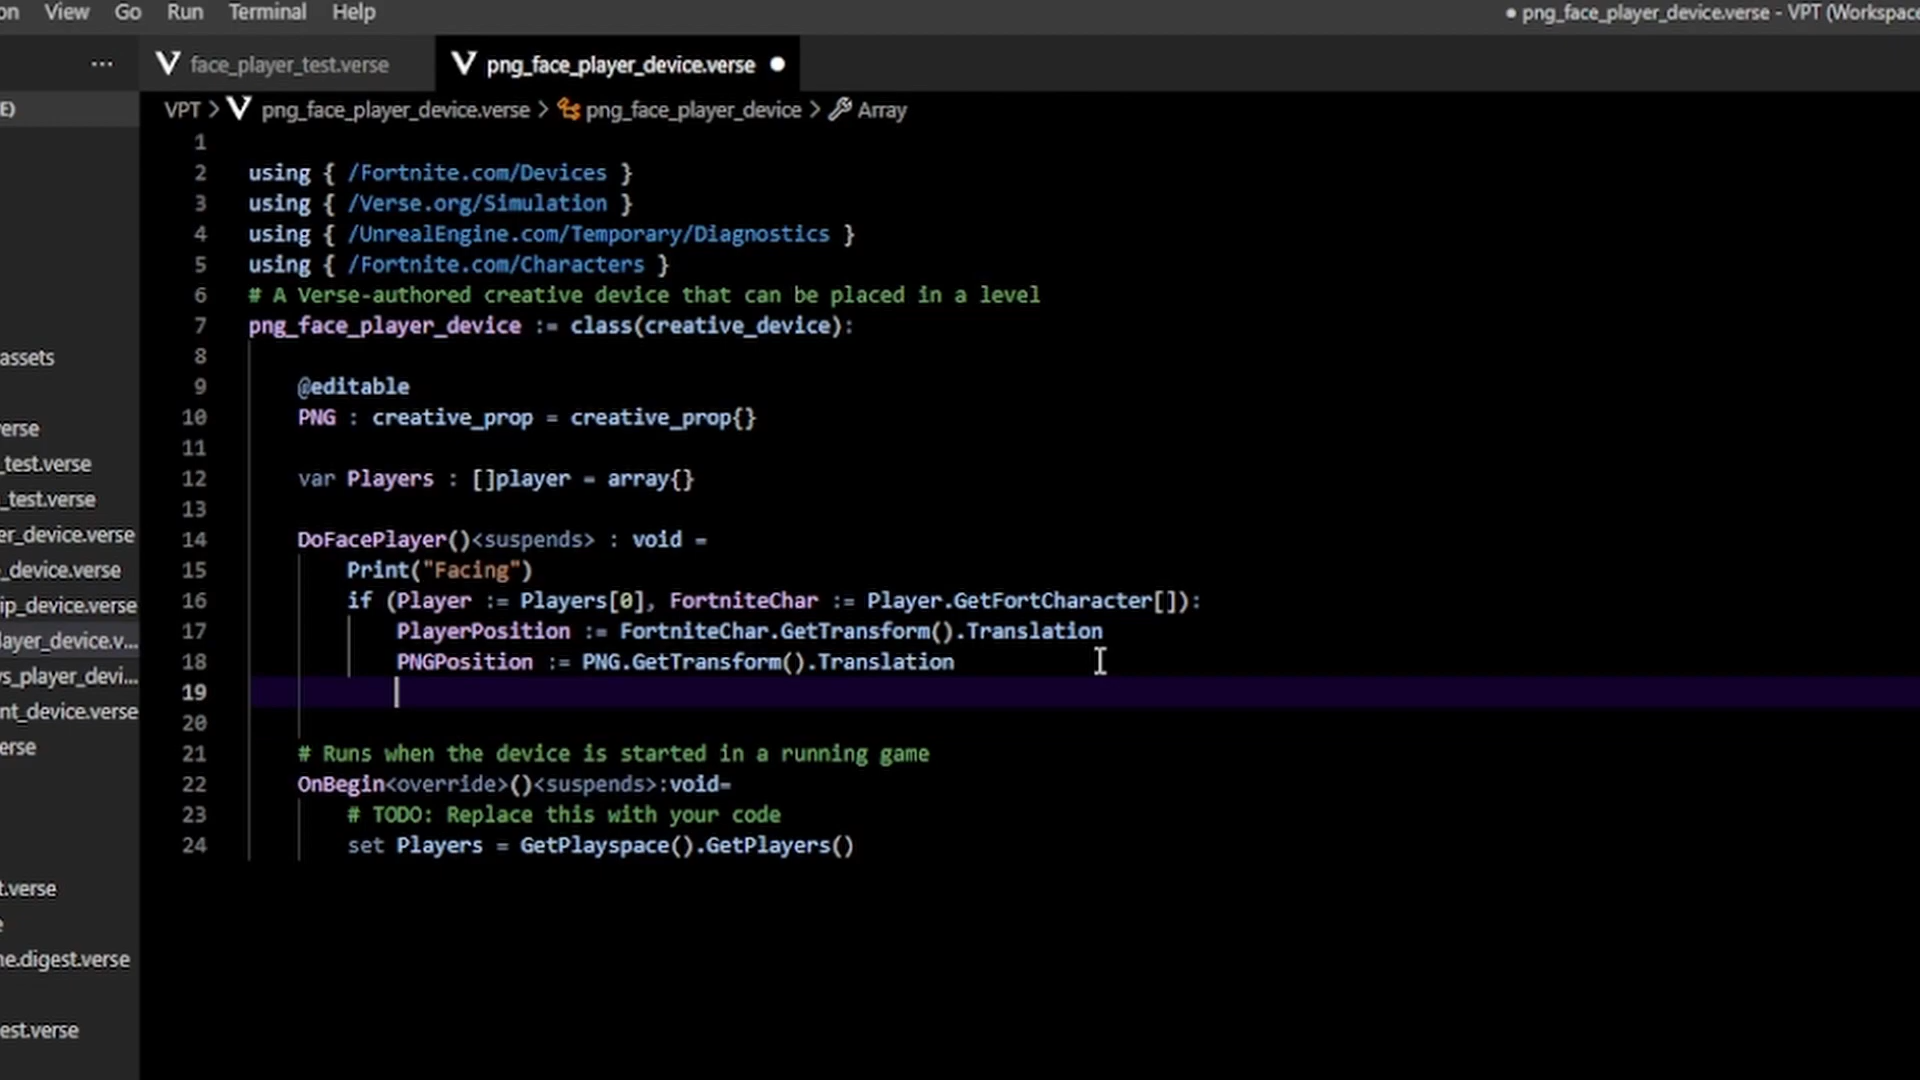 on View Go Run Terminal Help ● png_face_player_device.verse - VPT (Workspace
··· face_player_test.verse png_face_player_device.verse ●
E) VPT > png_face_player_device.verse > png_face_player_device > Array
1
2 using { /Fortnite.com/Devices }
3 using { /Verse.org/Simulation }
4 using { /UnrealEngine.com/Temporary/Diagnostics }
5 using { /Fortnite.com/Characters }
6 # A Verse-authored creative device that can be placed in a level
7 png_face_player_device := class(creative_device):
8
9 @editable
10 PNG : creative_prop = creative_prop{}
11
12 var Players : []player = array{}
13
14 DoFacePlayer()<suspends> : void =
15 Print("Facing")
16 if (Player := Players[0], FortniteChar := Player.GetFortCharacter[]):
17 PlayerPosition := FortniteChar.GetTransform().Translation
18 PNGPosition := PNG.GetTransform().Translation
19
20
21 # Runs when the device is started in a running game
22 OnBegin<override>()<suspends>:void=
23 # TODO: Replace this with your code
24 set Players = GetPlayspace().GetPlayers()
assets
erse
_test.verse
_test.verse
er_device.verse
_device.verse
ip_device.verse
layer_device.v...
s_player_devi...
nt_device.verse
erse
t.verse
e
ne.digest.verse
est.verse